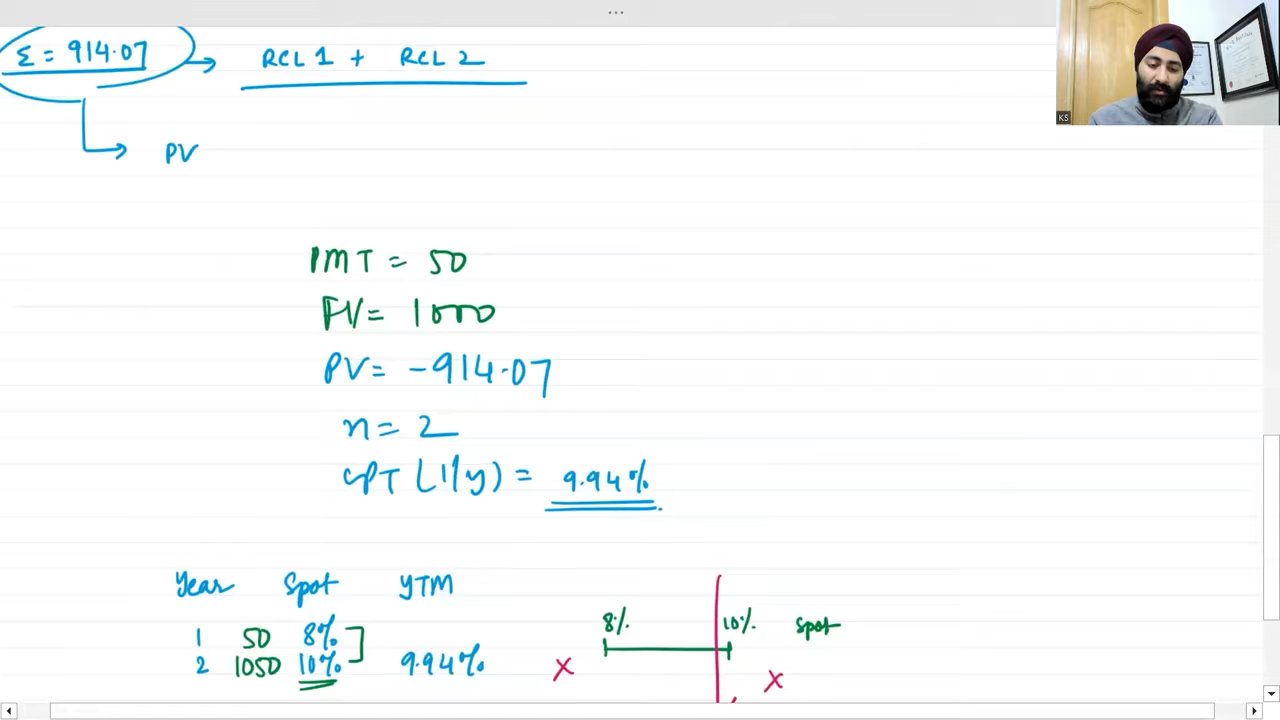 Σ = 914.07 → RCL 1 + RCL 2
KS
PV
PMT = 50
FV = 1000
PV = -914.07
n = 2
CPT (I/y) = 9.94%
Year Spot YTM
8% 10% Spot
1 50 8%
2 1050 10% 9.94% X
X